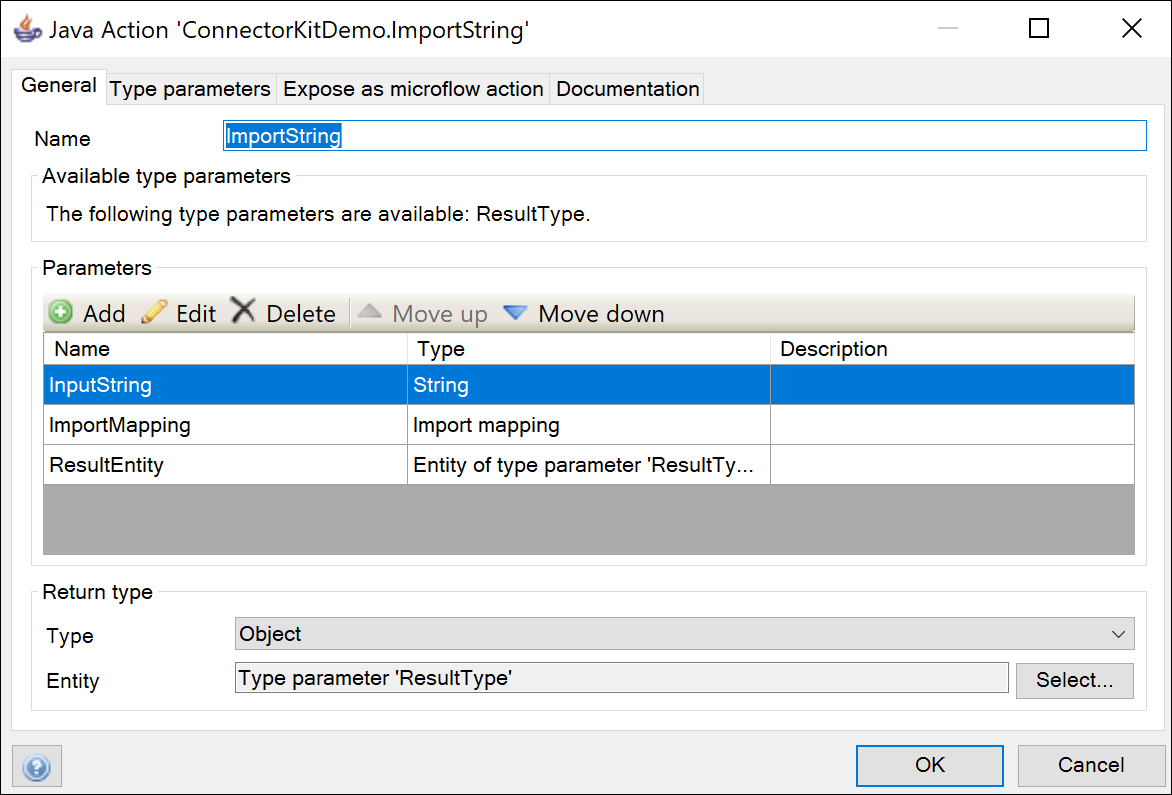 Java Action 'ConnectorKitDemo.ImportString'
General Type parameters Expose as microflow action Documentation
Name ImportString
Available type parameters
The following type parameters are available: ResultType.
Parameters
Add Edit Delete Move up Move down
Name Type Description
InputString String
ImportMapping Import mapping
ResultEntity Entity of type parameter 'ResultTy...
Return type
Type Object
Entity Type parameter 'ResultType' Select...
? OK Cancel